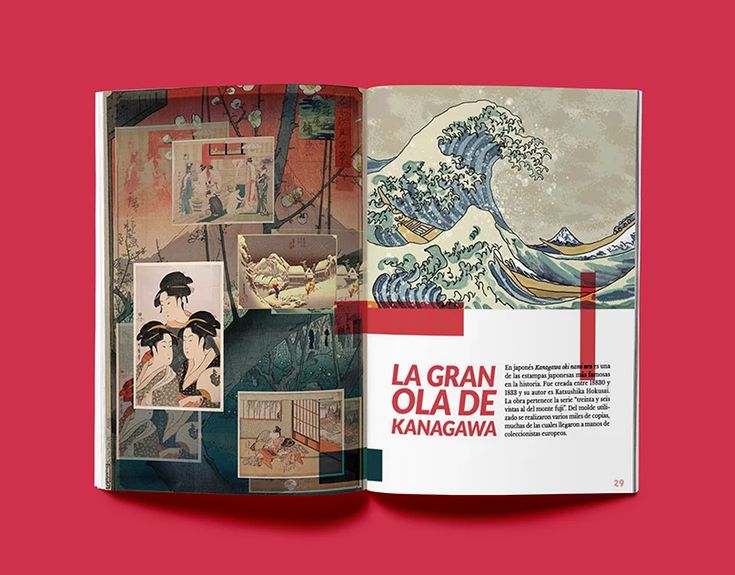 LA GRAN
OLA DE
KANAGAWA
En japonés Kanagawa oki nami ura es una
de las estampas japonesas más famosas
en la historia. Fue creada entre 18830 y
1833 y su autor es Katsushika Hokusai.
La obra pertenece la serie "treinta y seis
vistas al del monte fuji". Del molde utili-
zado se realizaron varios miles de copias,
muchas de las cuales llegaron a manos de
coleccionistas europeos.
29